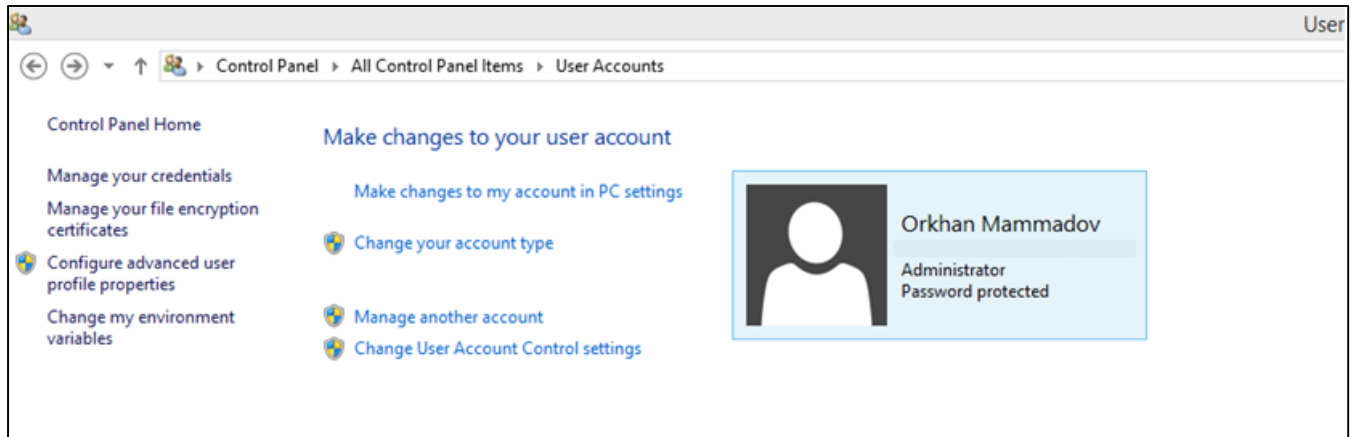 User
Control Panel ▸ All Control Panel Items ▸ User Accounts
Control Panel Home
Manage your credentials
Manage your file encryption
certificates
Configure advanced user
profile properties
Change my environment
variables
Make changes to your user account
Make changes to my account in PC settings
Change your account type
Manage another account
Change User Account Control settings
Orkhan Mammadov
Administrator
Password protected